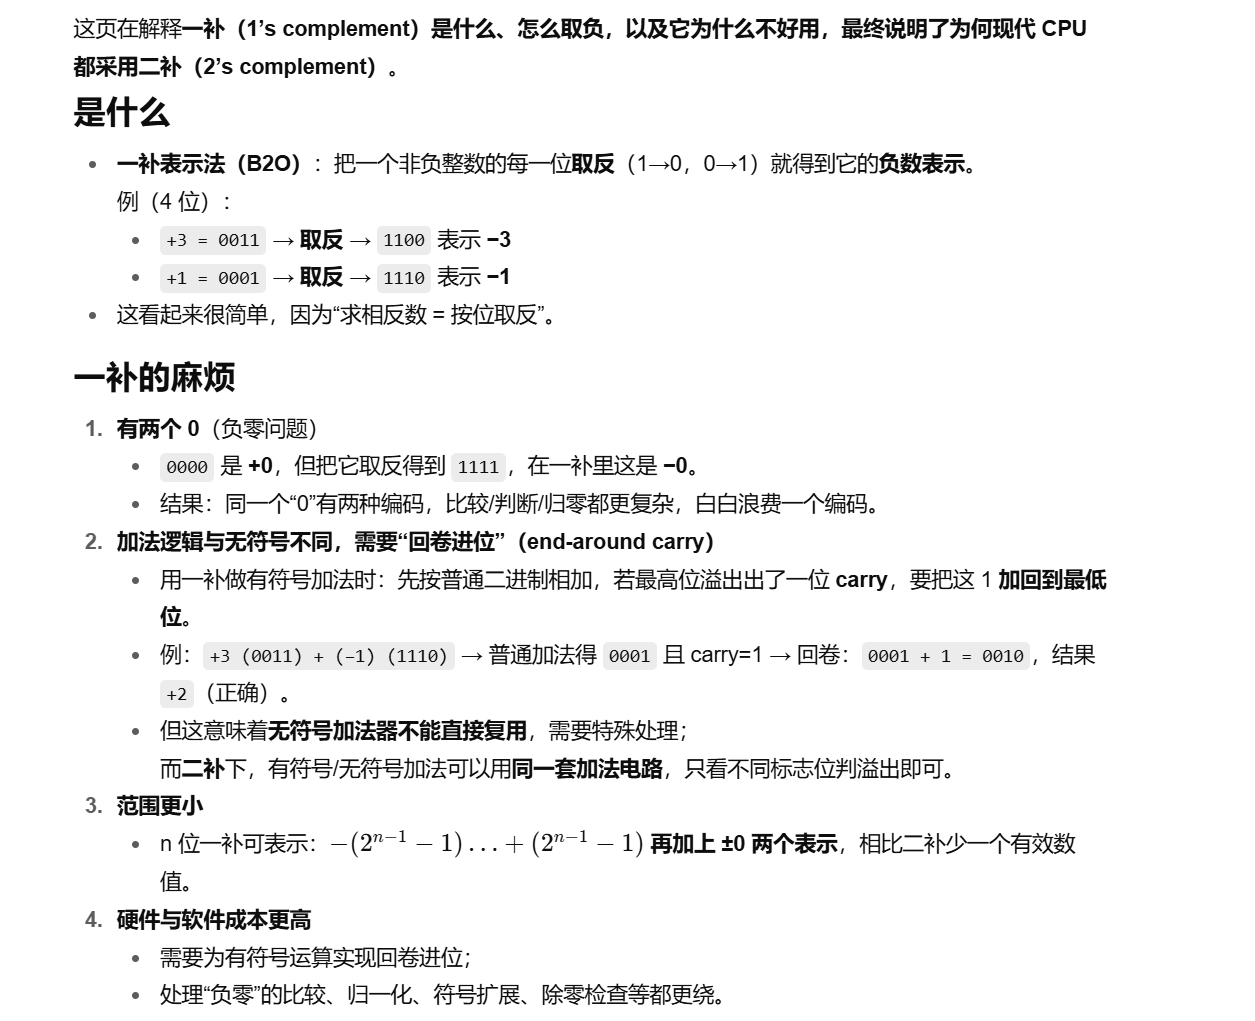 这页在解释一补（1’s complement）是什么、怎么取负，以及它为什么不好用，最终说明了为何现代 CPU
都采用二补（2’s complement）。
是什么
• 一补表示法（B2O）：把一个非负整数的每一位取反（1→0，0→1）就得到它的负数表示。
例（4 位）：
• +3 = 0011 → 取反 → 1100 表示 −3
• +1 = 0001 → 取反 → 1110 表示 −1
• 这看起来很简单，因为“求相反数 = 按位取反”。
一补的麻烦
1. 有两个 0（负零问题）
• 0000 是 +0，但把它取反得到 1111，在一补里这是 −0。
• 结果：同一个“0”有两种编码，比较/判断/归零都更复杂，白白浪费一个编码。
2. 加法逻辑与无符号不同，需要“回卷进位”（end-around carry）
• 用一补做有符号加法时：先按普通二进制相加，若最高位溢出出了一位 carry，要把这 1 加回到最低
位。
• 例：+3 (0011) + (−1) (1110) → 普通加法得 0001 且 carry=1 → 回卷：0001 + 1 = 0010，结果
+2（正确）。
• 但这意味着无符号加法器不能直接复用，需要特殊处理；
而二补下，有符号/无符号加法可以用同一套加法电路，只看不同标志位判溢出即可。
3. 范围更小
• n 位一补可表示：−(2ⁿ⁻¹ − 1) … + (2ⁿ⁻¹ − 1) 再加上 ±0 两个表示，相比二补少一个有效数
值。
4. 硬件与软件成本更高
• 需要为有符号运算实现回卷进位；
• 处理“负零”的比较、归一化、符号扩展、除零检查等都更绕。